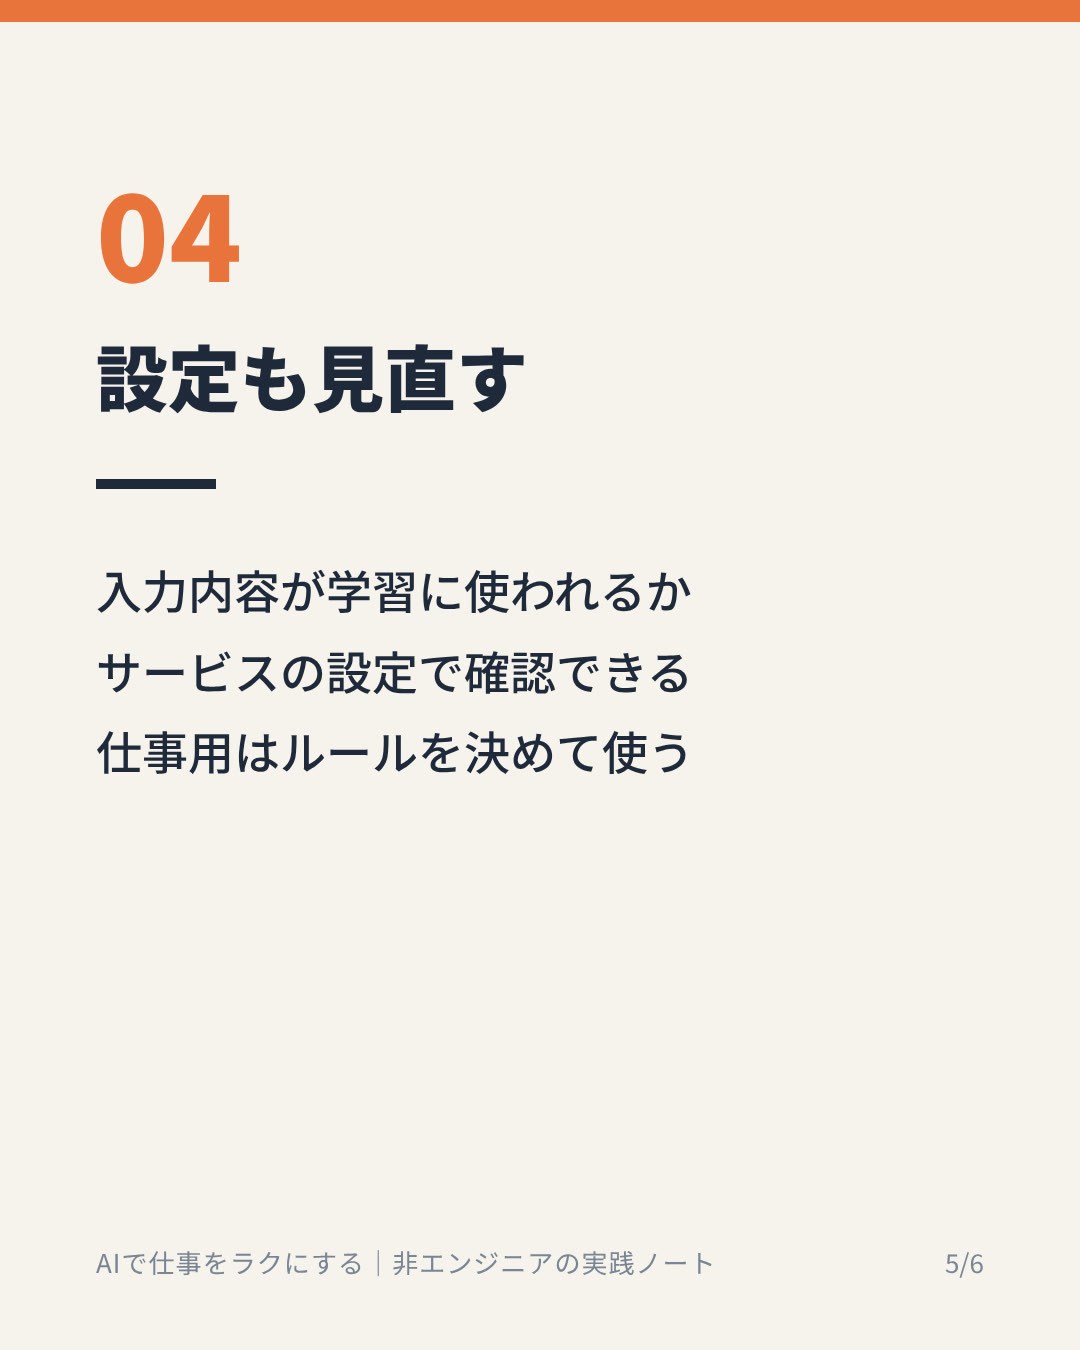 04
設定も見直す
入力内容が学習に使われるか
サービスの設定で確認できる
仕事用はルールを決めて使う
AIで仕事をラクにする｜非エンジニアの実践ノート
5/6